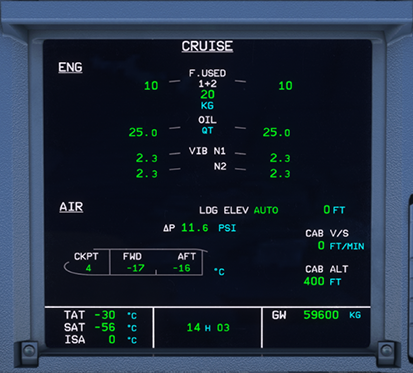 CRUISE
ENG
F.USED
10 1+2 10
20
KG
OIL
25.0 QT 25.0
2.3 VIB N1 2.3
2.3 N2 2.3
AIR
LDG ELEV AUTO 0 FT
ΔP 11.6 PSI
CAB V/S
0 FT/MIN
CKPT FWD AFT
4 -17 -16 °C
CAB ALT
400 FT
TAT -30 °C
SAT -56 °C
ISA 0 °C
14 H 03
GW 59600 KG